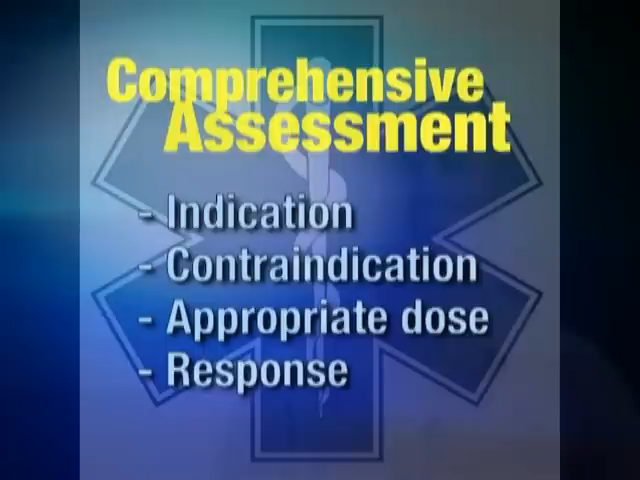 Comprehensive
Assessment
- Indication
- Contraindication
- Appropriate dose
- Response